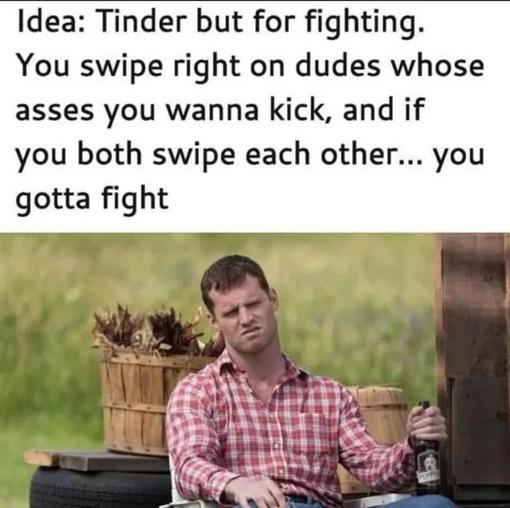 Idea: Tinder but for fighting.
You swipe right on dudes whose
asses you wanna kick, and if
you both swipe each other... you
gotta fight